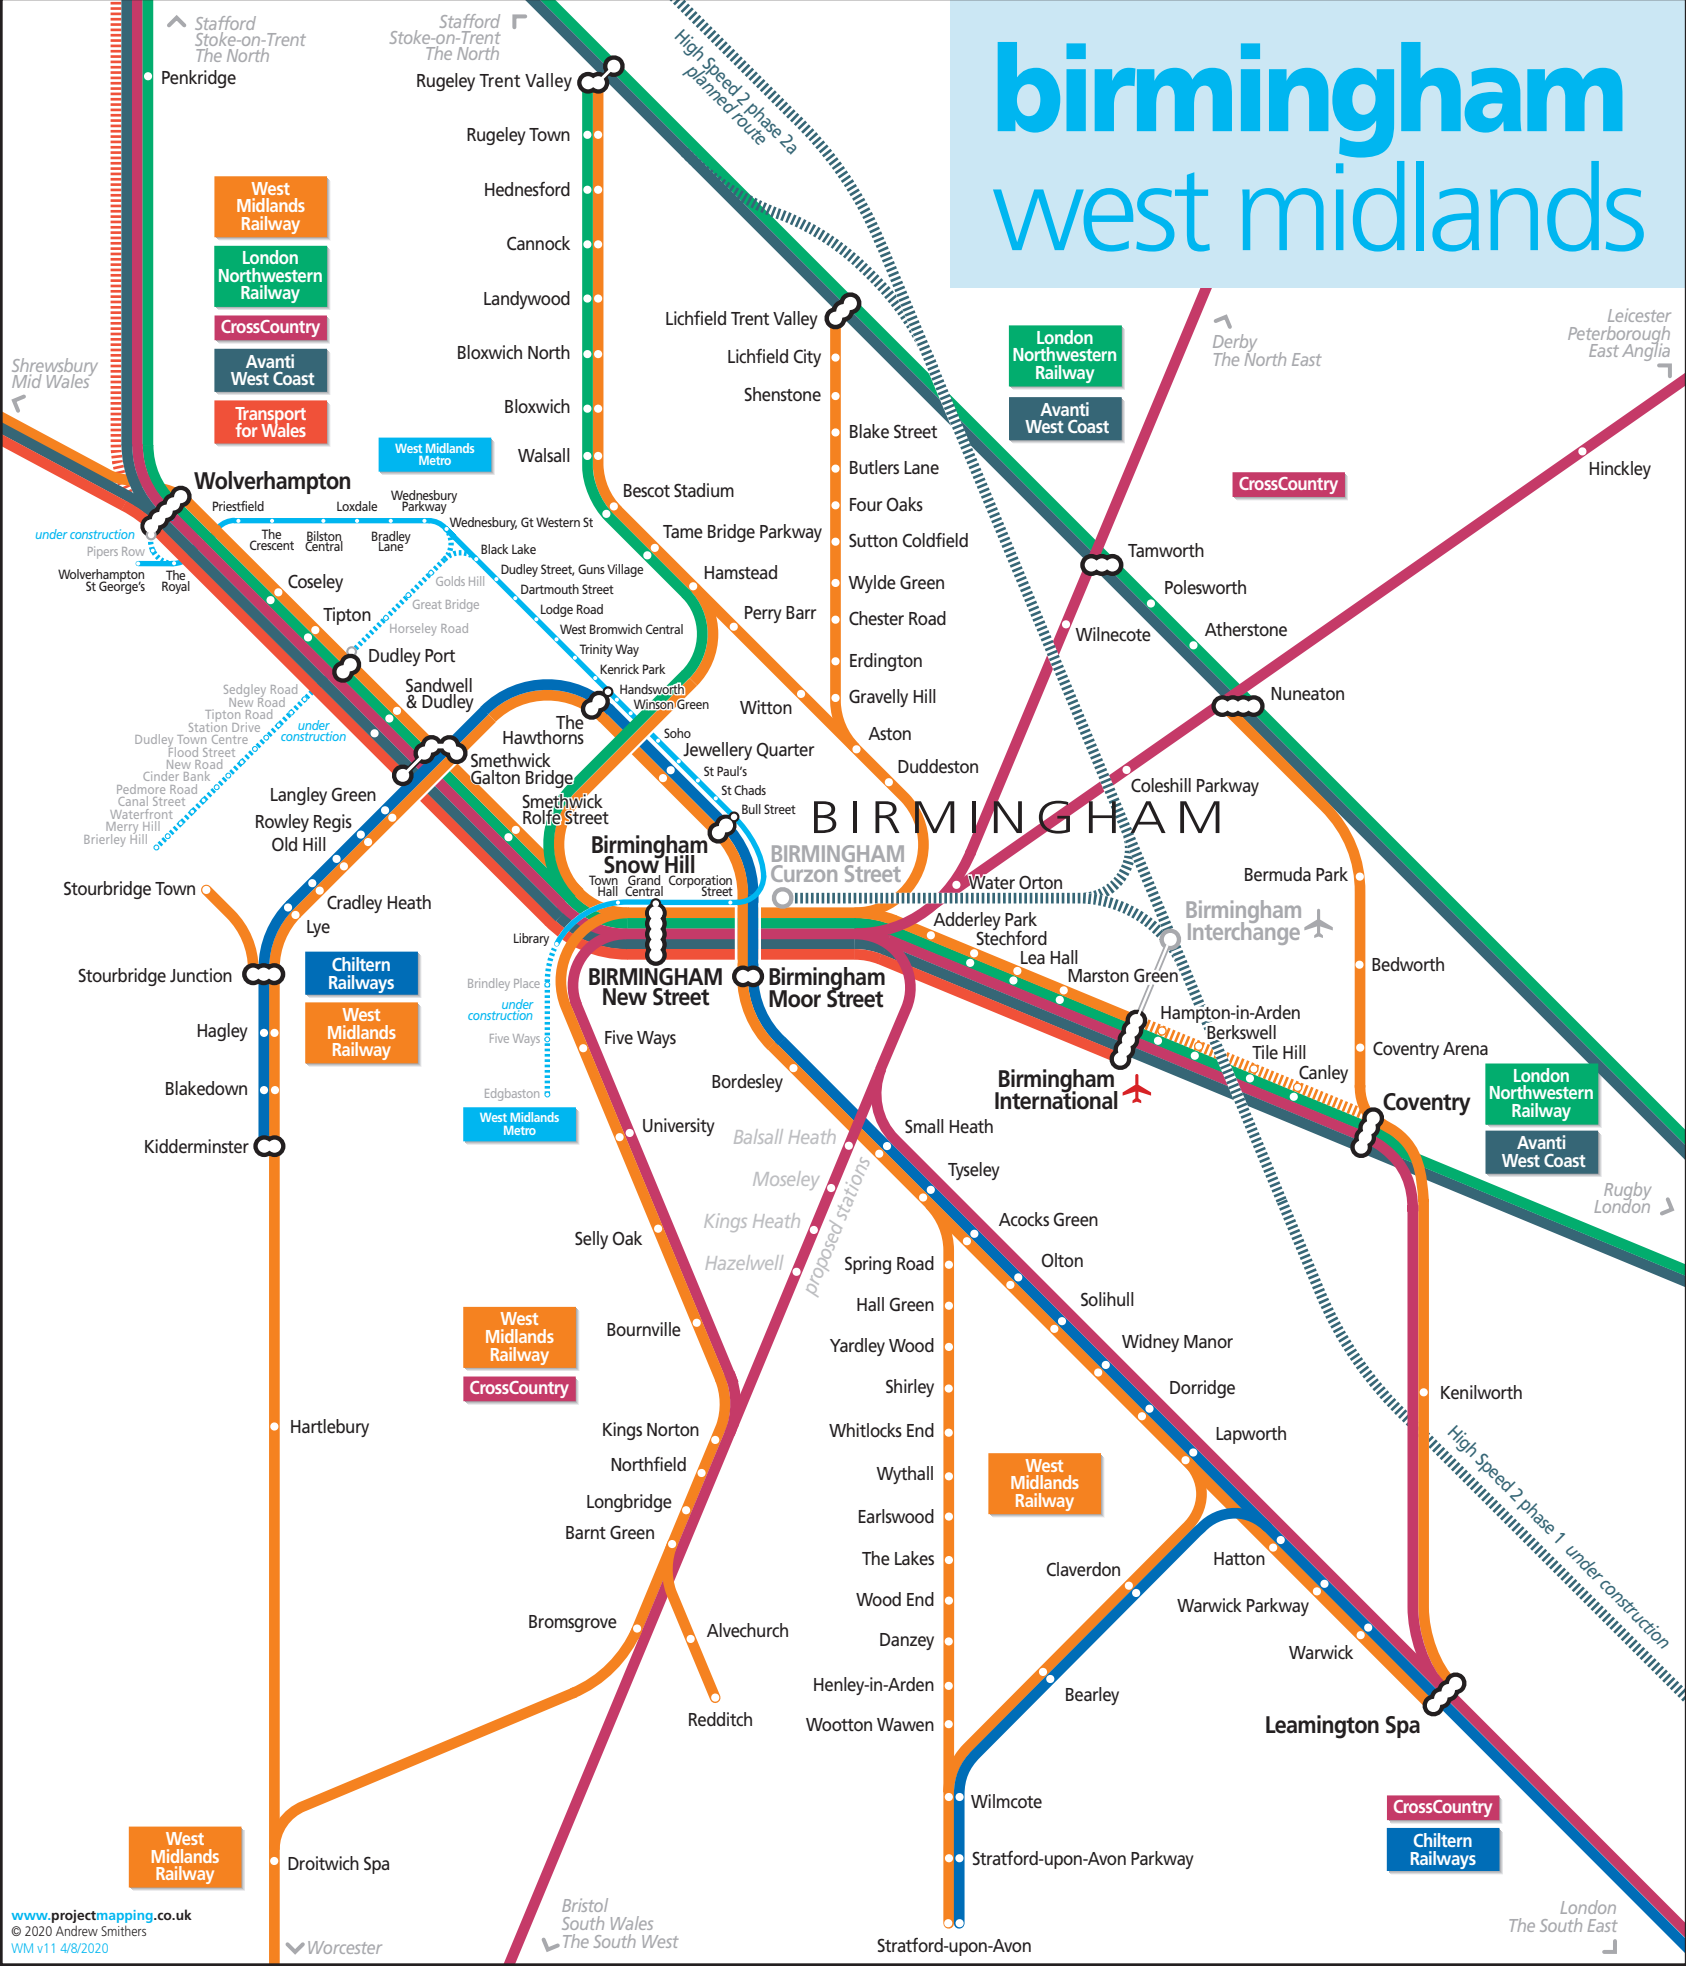 birmingham
west midlands
Stafford
Stoke-on-Trent
The North
Penkridge
Stafford
Stoke-on-Trent
The North
High Speed 2 phase 2a
planned route
Rugeley Trent Valley
Rugeley Town
Hednesford
Cannock
Landywood
Bloxwich North
Bloxwich
Walsall
West
Midlands
Railway
London
Northwestern
Railway
CrossCountry
Avanti
West Coast
Transport
for Wales
Shrewsbury
Mid Wales
West Midlands
Metro
Lichfield Trent Valley
Lichfield City
Shenstone
Blake Street
Butlers Lane
Four Oaks
Sutton Coldfield
Wylde Green
Chester Road
Erdington
Gravelly Hill
Aston
Duddeston
London
Northwestern
Railway
Avanti
West Coast
Derby
The North East
Leicester
Peterborough
East Anglia
CrossCountry
Hinckley
Tamworth
Polesworth
Wilnecote
Atherstone
Nuneaton
Coleshill Parkway
Water Orton
Bermuda Park
Bedworth
Coventry Arena
Wolverhampton
under construction
Pipers Row
Wolverhampton
St George's
The
Royal
Priestfield
The
Crescent
Bilston
Central
Loxdale
Bradley
Lane
Wednesbury
Parkway
Wednesbury, Gt Western St
Black Lake
Dudley Street, Guns Village
Dartmouth Street
Lodge Road
West Bromwich Central
Trinity Way
Kenrick Park
Handsworth
Winson Green
Soho
Jewellery Quarter
St Paul's
St Chads
Bull Street
Golds Hill
Great Bridge
Horseley Road
Bescot Stadium
Tame Bridge Parkway
Hamstead
Perry Barr
Witton
Coseley
Tipton
Dudley Port
Sandwell
& Dudley
The
Hawthorns
Smethwick
Galton Bridge
Smethwick
Rolfe Street
Sedgley Road
New Road
Tipton Road
Station Drive
Dudley Town Centre
Flood Street
New Road
Cinder Bank
Pedmore Road
Canal Street
Waterfront
Merry Hill
Brierley Hill
under
construction
Langley Green
Rowley Regis
Old Hill
Cradley Heath
Lye
Stourbridge Town
Stourbridge Junction
Hagley
Blakedown
Kidderminster
Hartlebury
Droitwich Spa
Worcester
Chiltern
Railways
West
Midlands
Railway
BIRMINGHAM
Birmingham
Snow Hill
Town
Hall
Grand
Central
Corporation
Street
BIRMINGHAM
Curzon Street
Library
BIRMINGHAM
New Street
Birmingham
Moor Street
Brindley Place
under
construction
Five Ways
Edgbaston
West Midlands
Metro
Birmingham
Interchange
Adderley Park
Stechford
Lea Hall
Marston Green
Birmingham
International
Hampton-in-Arden
Berkswell
Tile Hill
Canley
Coventry
London
Northwestern
Railway
Avanti
West Coast
Rugby
London
Five Ways
University
Selly Oak
Bournville
Kings Norton
Northfield
Longbridge
Barnt Green
Bromsgrove
Alvechurch
Redditch
West
Midlands
Railway
CrossCountry
Bordesley
Balsall Heath
Moseley
Kings Heath
Hazelwell
proposed stations
Small Heath
Tyseley
Acocks Green
Olton
Solihull
Widney Manor
Dorridge
Lapworth
Spring Road
Hall Green
Yardley Wood
Shirley
Whitlocks End
Wythall
Earlswood
The Lakes
Wood End
Danzey
Henley-in-Arden
Wootton Wawen
Wilmcote
Stratford-upon-Avon Parkway
Stratford-upon-Avon
West
Midlands
Railway
Claverdon
Bearley
Hatton
Warwick Parkway
Warwick
Leamington Spa
Kenilworth
High Speed 2 phase 1 under construction
CrossCountry
Chiltern
Railways
London
The South East
Bristol
South Wales
The South West
West
Midlands
Railway
www.projectmapping.co.uk
© 2020 Andrew Smithers
WM v11 4/8/2020